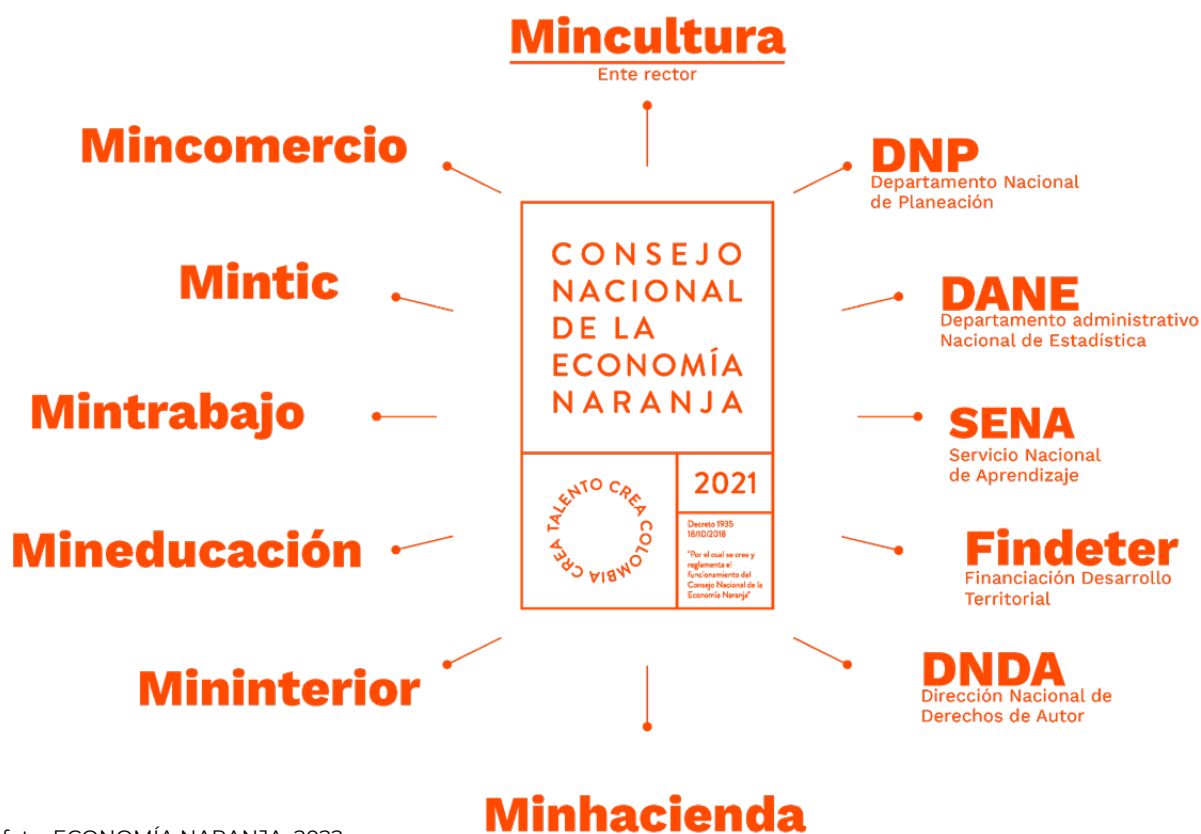 Mincultura
Ente rector
Mincomercio
DNP
Departamento Nacional
de Planeación
Mintic
DANE
Departamento administrativo
Nacional de Estadística
CONSEJO
NACIONAL
DE LA
ECONOMÍA
NARANJA
Mintrabajo
SENA
Servicio Nacional
de Aprendizaje
2021
CREA TALENTO CREA COLOMBIA
Decreto 1935
18/10/2018
"Por el cual se crea y
reglamenta el
funcionamiento del
Consejo Nacional de la
Economía Naranja"
Mineducación
Findeter
Financiación Desarrollo
Territorial
Mininterior
DNDA
Dirección Nacional de
Derechos de Autor
Minhacienda
ECONOMÍA NARANJA, 2022